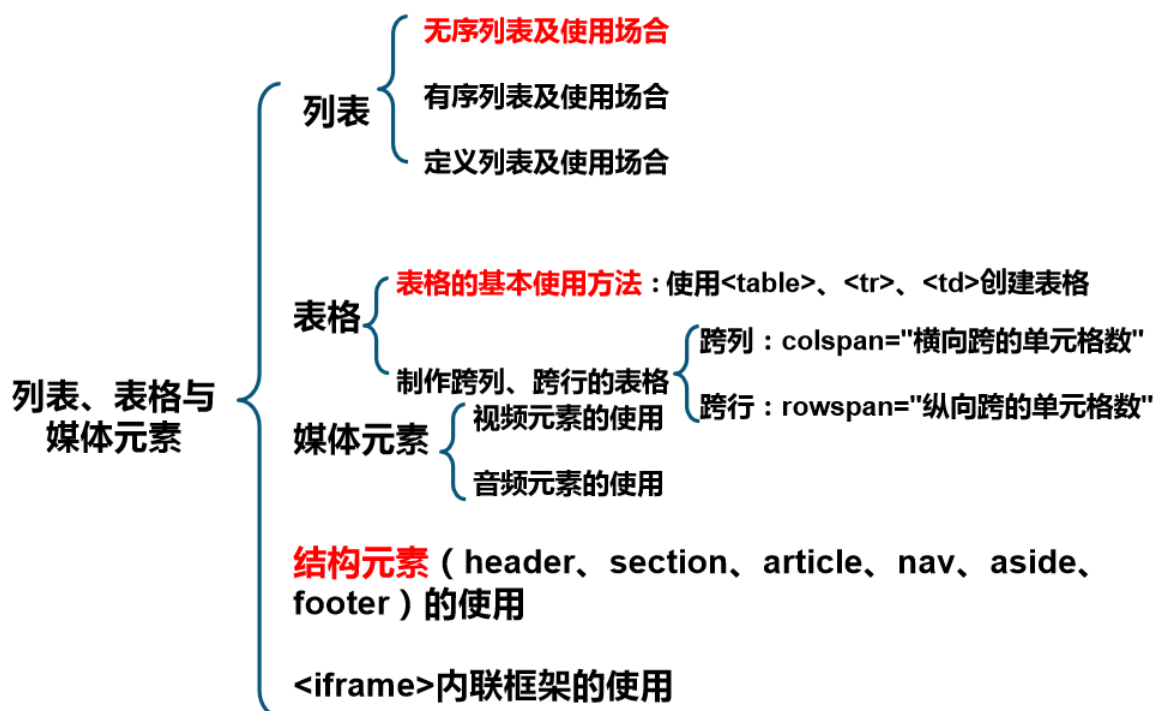 无序列表及使用场合
列表
有序列表及使用场合
定义列表及使用场合
表格的基本使用方法：使用<table>、<tr>、<td>创建表格
表格
跨列：colspan="横向跨的单元格数"
制作跨列、跨行的表格
跨行：rowspan="纵向跨的单元格数"
列表、表格与
媒体元素
媒体元素
视频元素的使用
音频元素的使用
结构元素（header、section、article、nav、aside、
footer）的使用
<iframe>内联框架的使用